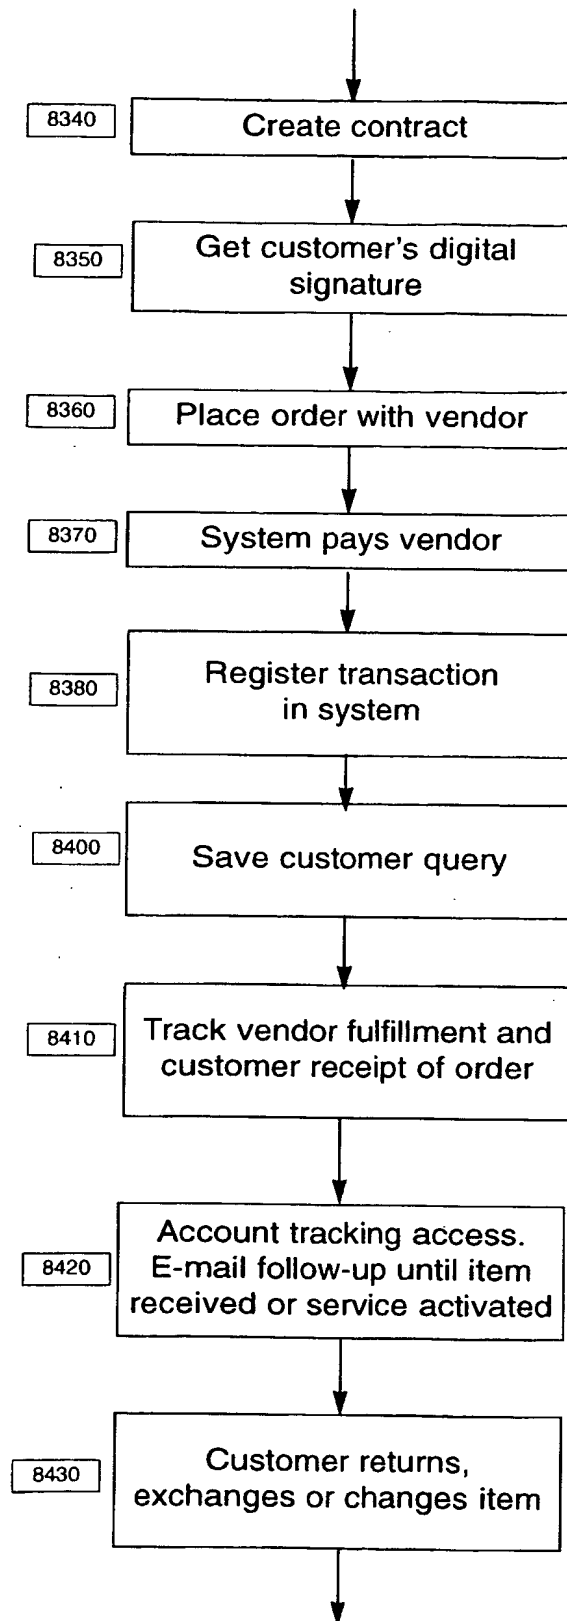 8340
Create contract
8350
Get customer's digital
signature
8360
Place order with vendor
8370
System pays vendor
8380
Register transaction
in system
8400
Save customer query
8410
Track vendor fulfillment and
customer receipt of order
8420
Account tracking access.
E-mail follow-up until item
received or service activated
8430
Customer returns,
exchanges or changes item